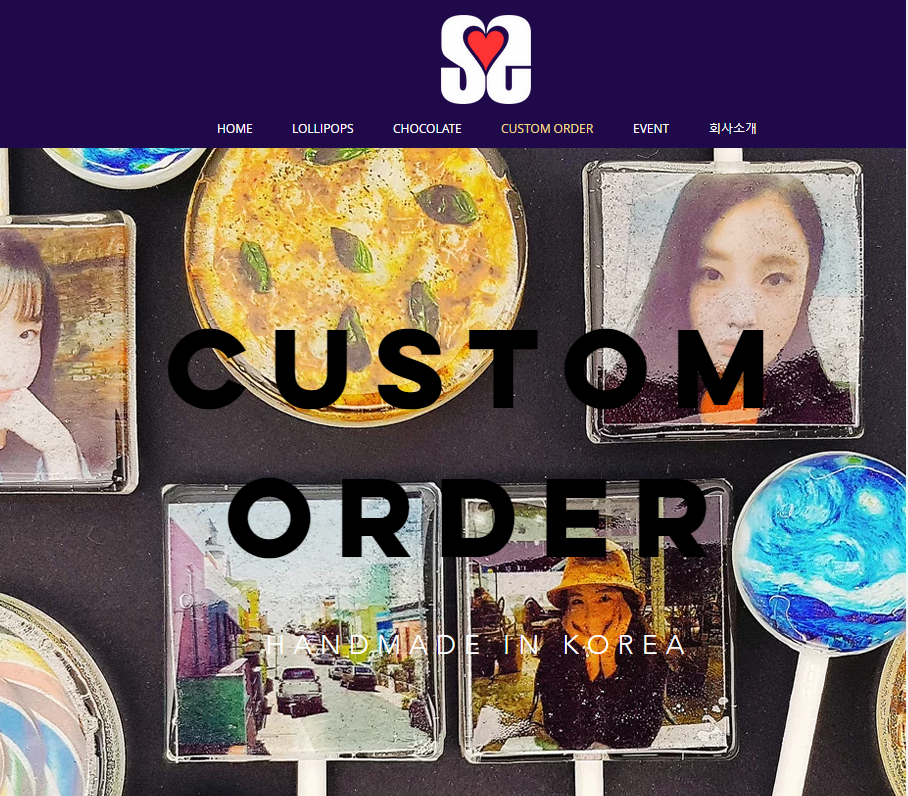 HOME LOLLIPOPS CHOCOLATE CUSTOM ORDER EVENT 회사소개
CUSTOM
ORDER
HANDMADE IN KOREA